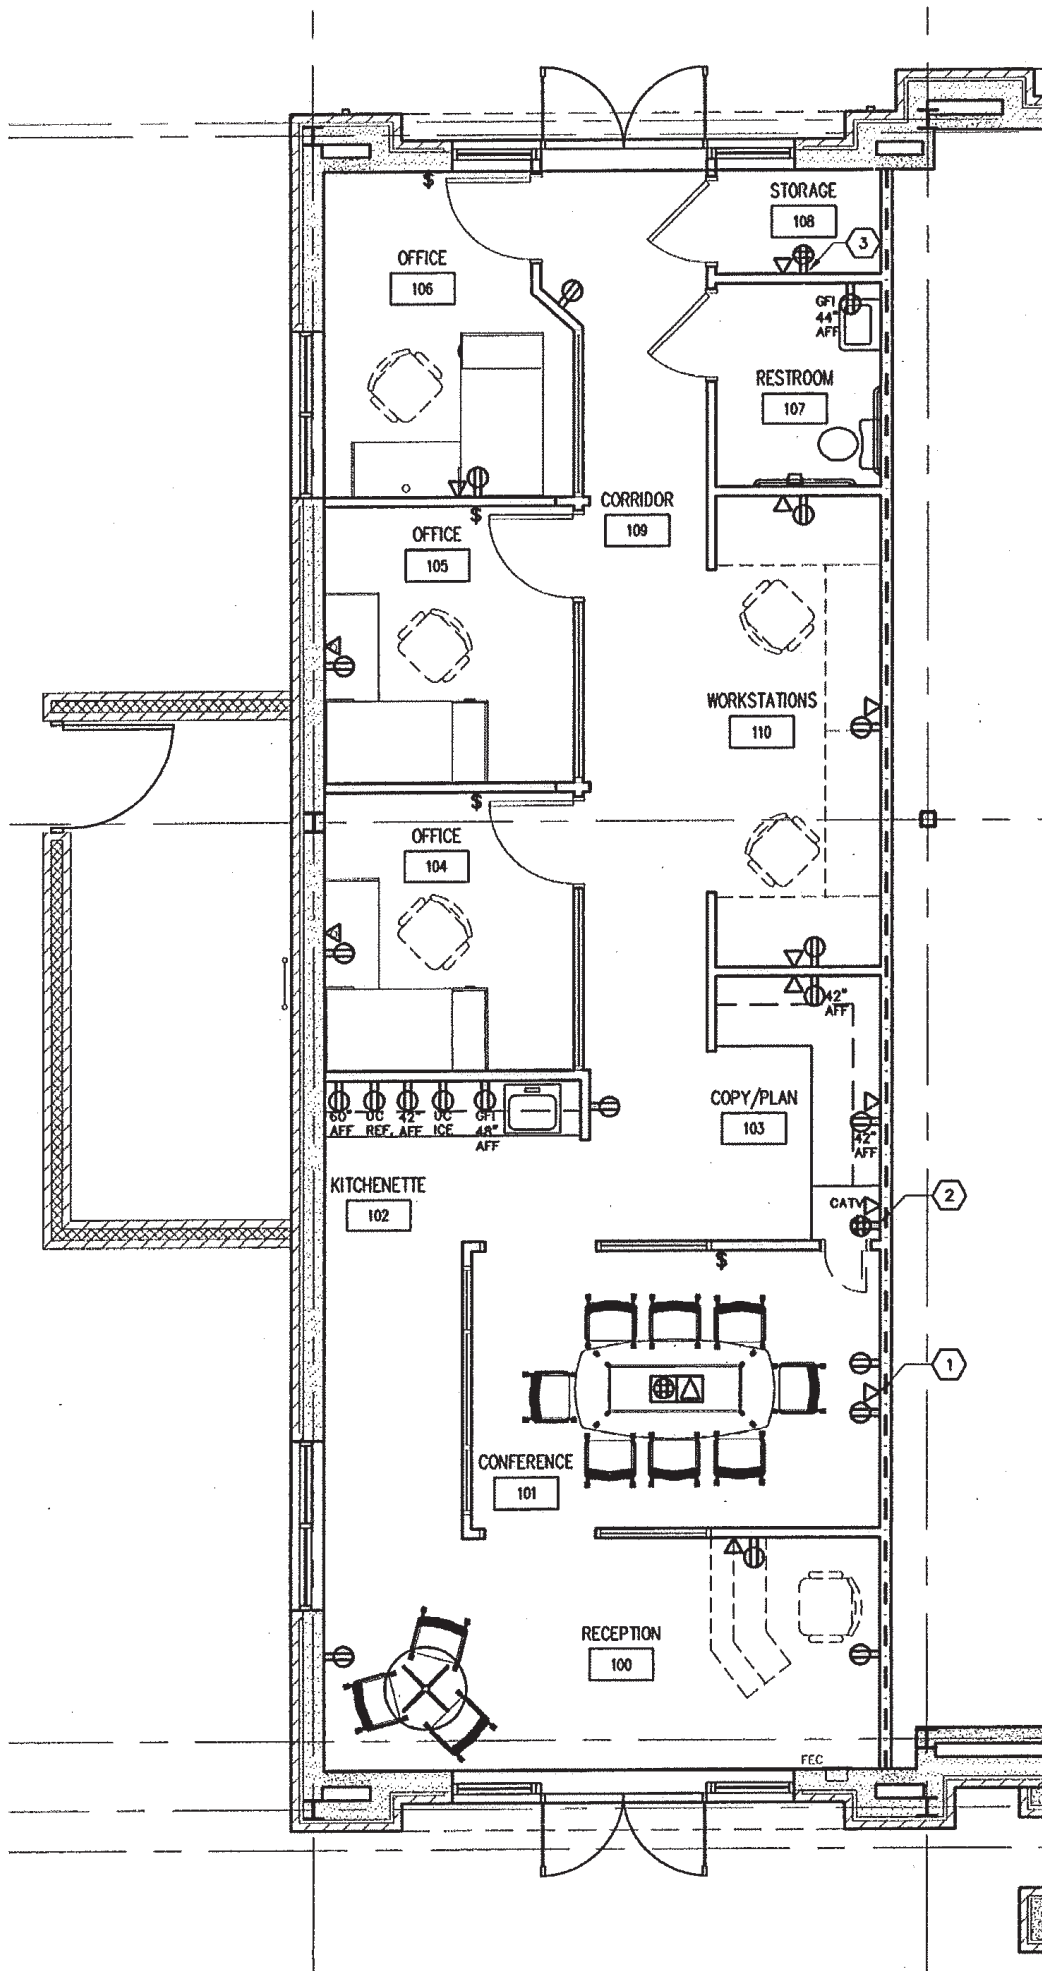 STORAGE
108
3
$
OFFICE
106
GFI
44"
AFF
RESTROOM
107
CORRIDOR
109
$
OFFICE
105
WORKSTATIONS
110
$
OFFICE
104
42"
AFF
COPY/PLAN
103
60"
AFF
UC
REF.
42"
AFF
UC
ICE
GFI
48"
AFF
42"
AFF
KITCHENETTE
102
CATV
2
$
1
CONFERENCE
101
RECEPTION
100
FEC